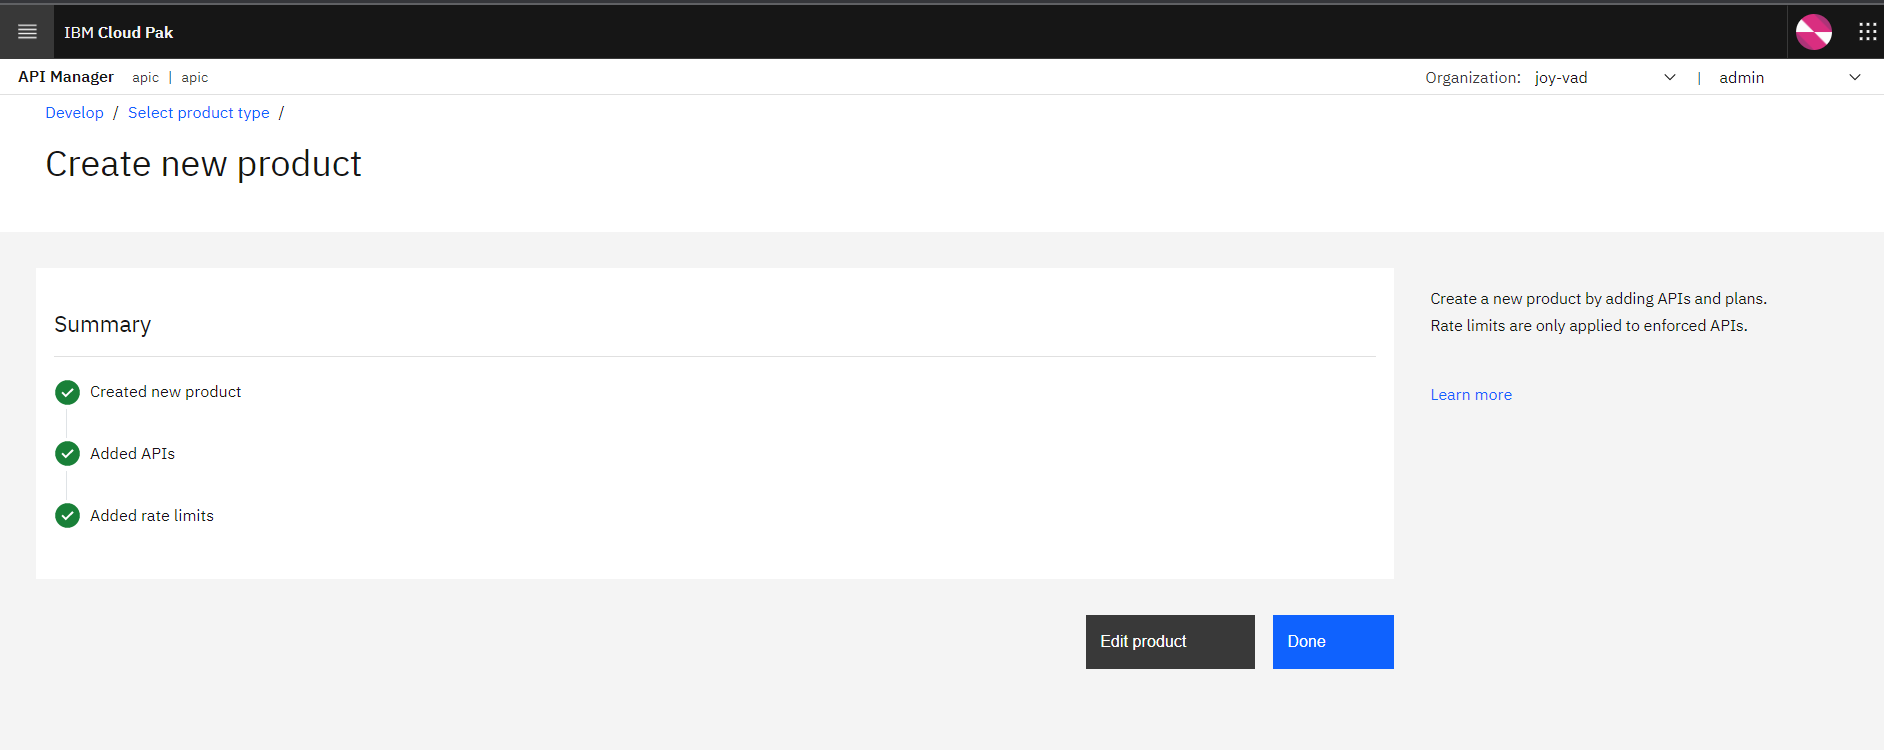 IBM Cloud Pak
API Manager apic | apic Organization: joy-vad | admin
Develop / Select product type /
Create new product
Summary
Created new product
Added APIs
Added rate limits
Create a new product by adding APIs and plans.
Rate limits are only applied to enforced APIs.
Learn more
Edit product Done